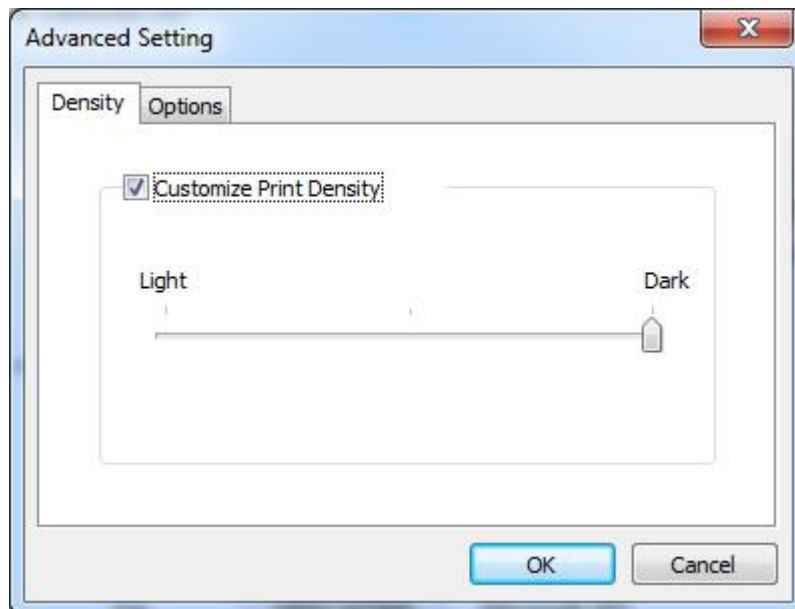 Advanced Setting
Density Options
Customize Print Density
Light Dark
OK Cancel